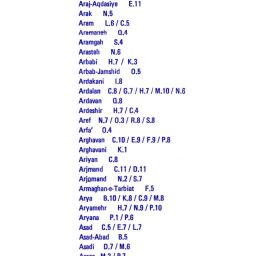 Araj-Aqdasiye E.11
Arak N.5
Aram L.6 / C.5
Aramaneh O.4
Aramgah S.4
Arasteh N.6
Arbabi H.7 / K.3
Arbab-Jamshid O.5
Ardakani I.8
Ardalan C.8 / G.7 / H.7 / M.10 / N.6
Ardavan G.8
Ardeshir H.7 / C.4
Aref N.7 / O.3 / R.8 / S.8
Arfa' O.4
Arghavan C.10 / E.9 / F.9 / P.8
Arghavani K.1
Ariyan C.8
Arjmand C.11 / D.11
Arjomand N.2 / S.7
Armaghan-e-Tarbiat F.5
Arya B.10 / K.8 / C.9 / M.8
Aryamehr H.7 / N.9 / P.10
Aryana P.1 / P.6
Asad C.5 / E.7 / L.7
Asad-Abad B.5
Asadi D.7 / M.6